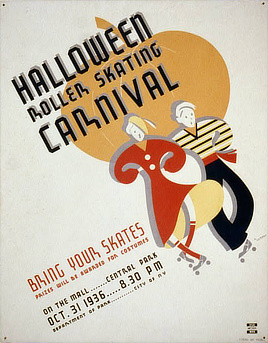 HALLOWEEN
ROLLER SKATING
CARNIVAL
BRING YOUR SKATES
PRIZES WILL BE AWARDED FOR COSTUMES
ON THE MALL......CENTRAL PARK
OCT. 31 1936.....8.30 PM
DEPARTMENT OF PARK...........CITY OF N.Y.